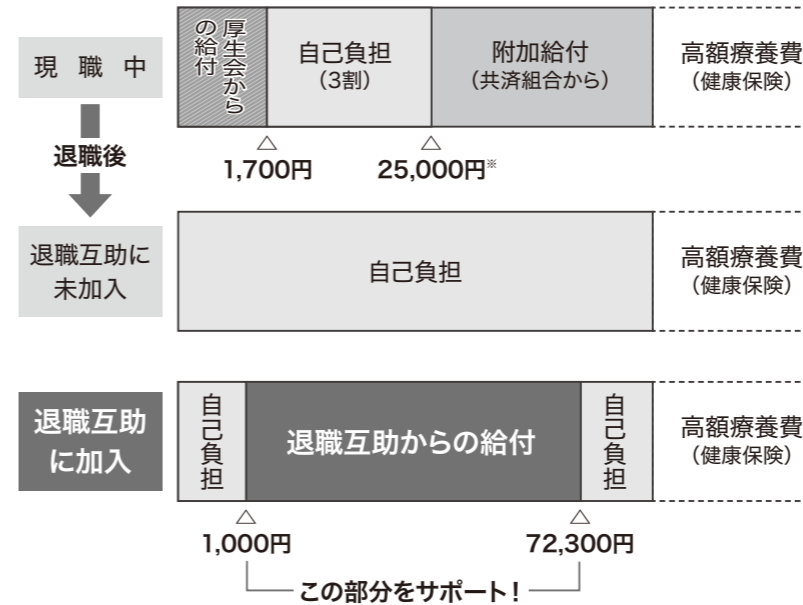 現職中
厚生会から
の給付
自己負担
（3割）
附加給付
（共済組合から）
高額療養費
（健康保険）
1,700円
25,000円※
退職後
退職互助に
未加入
自己負担
高額療養費
（健康保険）
退職互助
に加入
自己負担
退職互助からの給付
自己負担
高額療養費
（健康保険）
1,000円
72,300円
この部分をサポート！